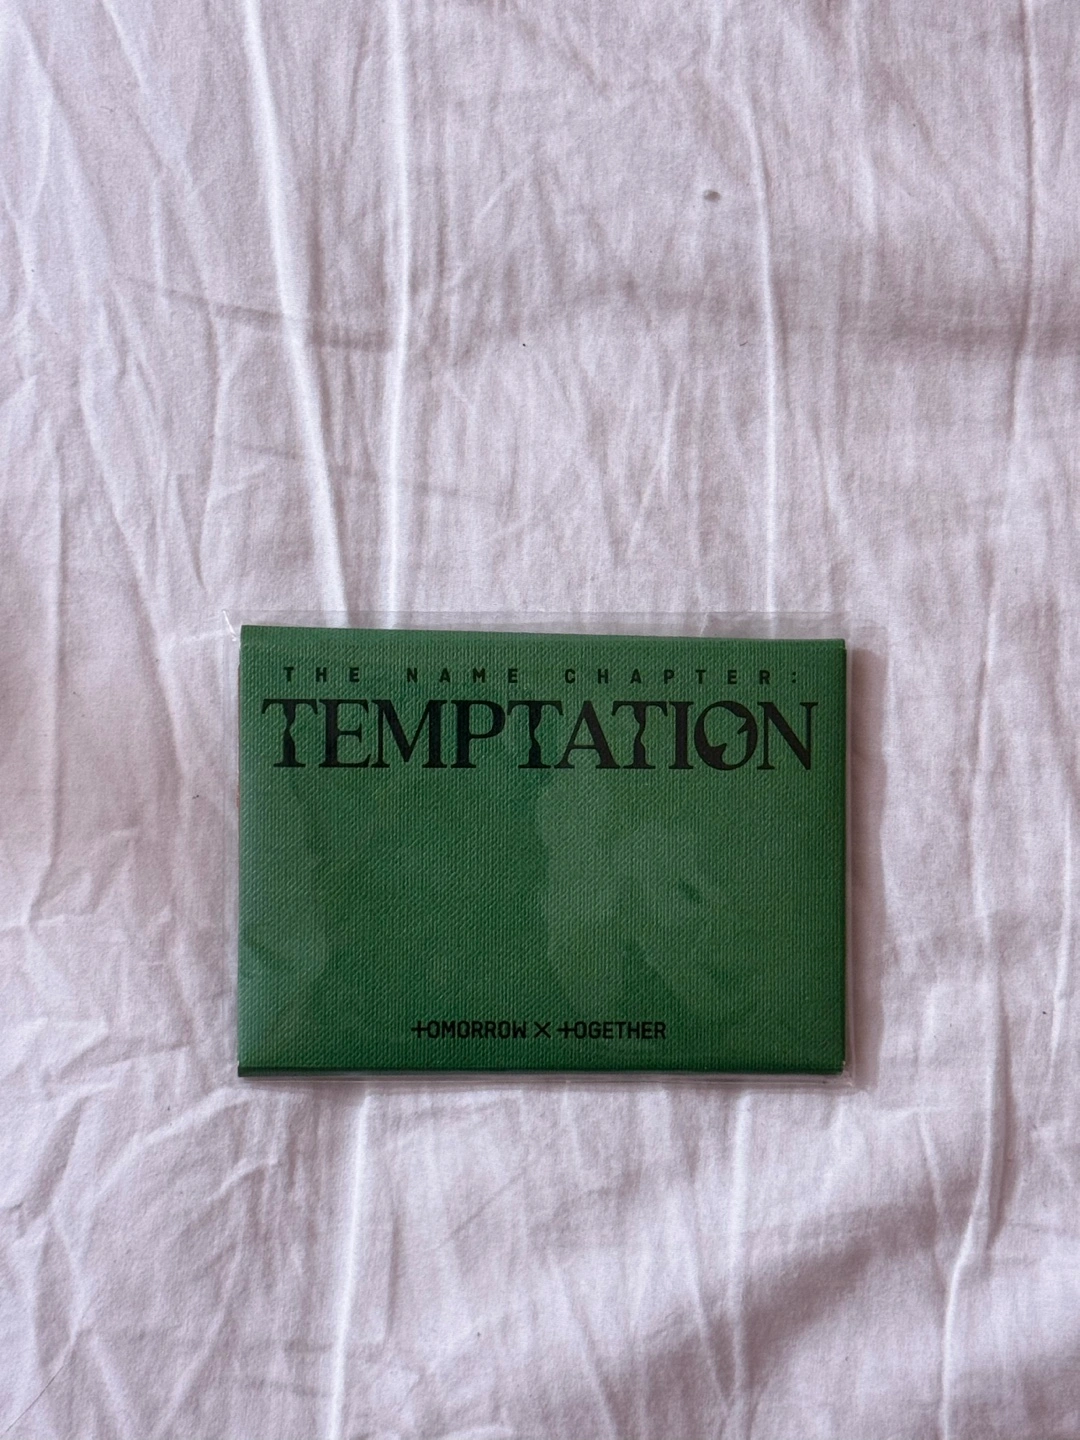 THE NAME CHAPTER:
TEMPTATION
TOMORROW X TOGETHER